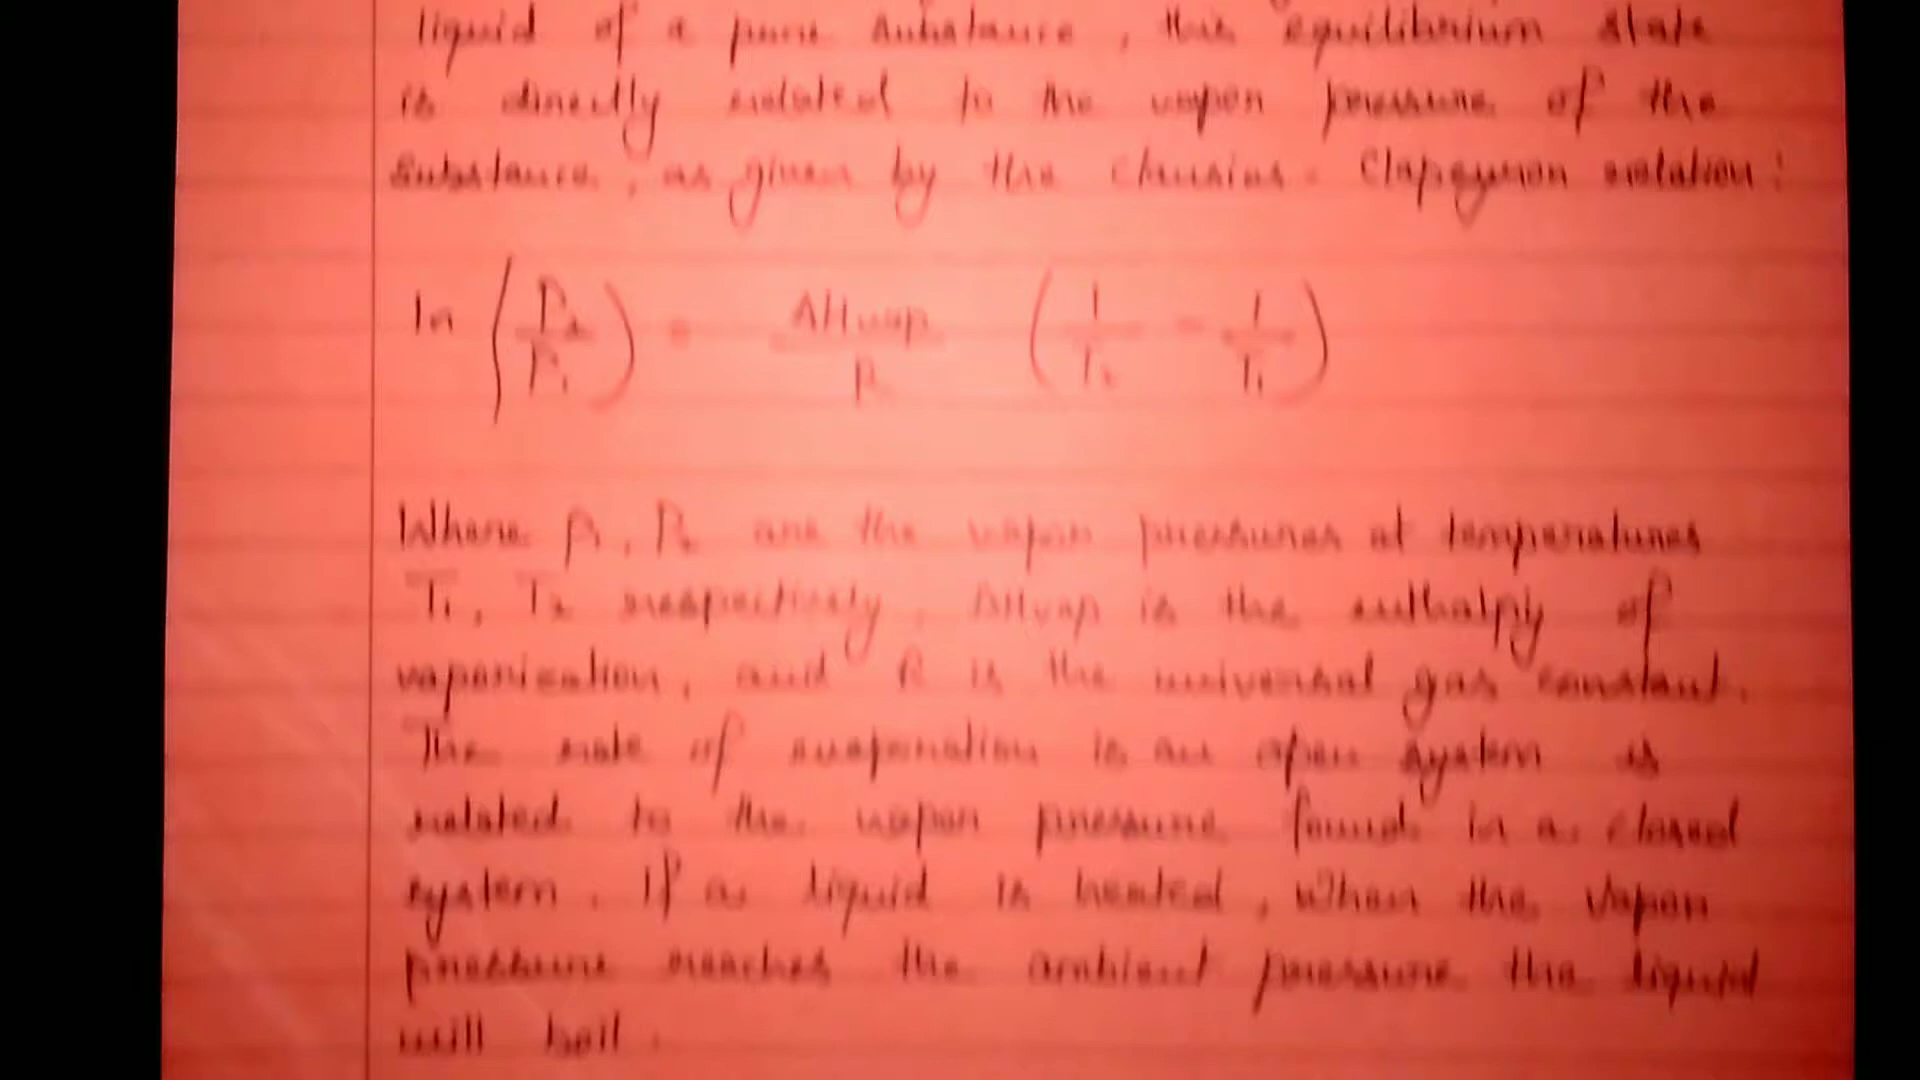 liquid of a pure substance, this equilibrium state
is directly related to the vapor pressure of the
substance, as given by the Clausius-Clapeyron relation:
ln (P₂/P₁) = ΔHvap/R (1/T₂ - 1/T₁)
Where P₁, P₂ are the vapor pressures at temperatures
T₁, T₂ respectively, ΔHvap is the enthalpy of
vaporization, and R is the universal gas constant.
The rate of evaporation is an open system is
related to the vapor pressure found in a closed
system. If a liquid is heated, when the vapor
pressure reaches the ambient pressure the liquid
will boil.